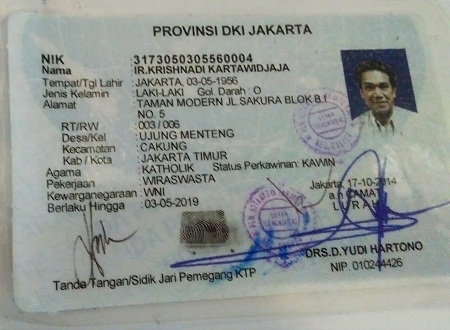 PROVINSI DKI JAKARTA
NIK : 3173050305560004
Nama : IR.KRISHNADI KARTAWIDJAJA
Tempat/Tgl Lahir : JAKARTA, 03-05-1956
Jenis Kelamin : LAKI-LAKI Gol. Darah : O
Alamat : TAMAN MODERN JL.SAKURA BLOK B.1
NO. 5
RT/RW : 003 / 006
Desa/Kel : UJUNG MENTENG
Kecamatan : CAKUNG
Kab / Kota : JAKARTA TIMUR
Agama : KATHOLIK Status Perkawinan: KAWIN
Pekerjaan : WIRASWASTA
Kewarganegaraan: WNI
Berlaku Hingga : 03-05-2019
Jakarta, 17-10-2014
a.n CAMAT
LURAH
DRS.D.YUDI HARTONO
NIP. 010244426
Tanda Tangan/Sidik Jari Pemegang KTP